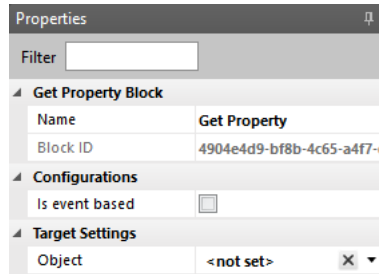 Properties
Filter
Get Property Block
Name Get Property
Block ID 4904e4d9-bf8b-4c65-a4f7-
Configurations
Is event based
Target Settings
Object <not set>